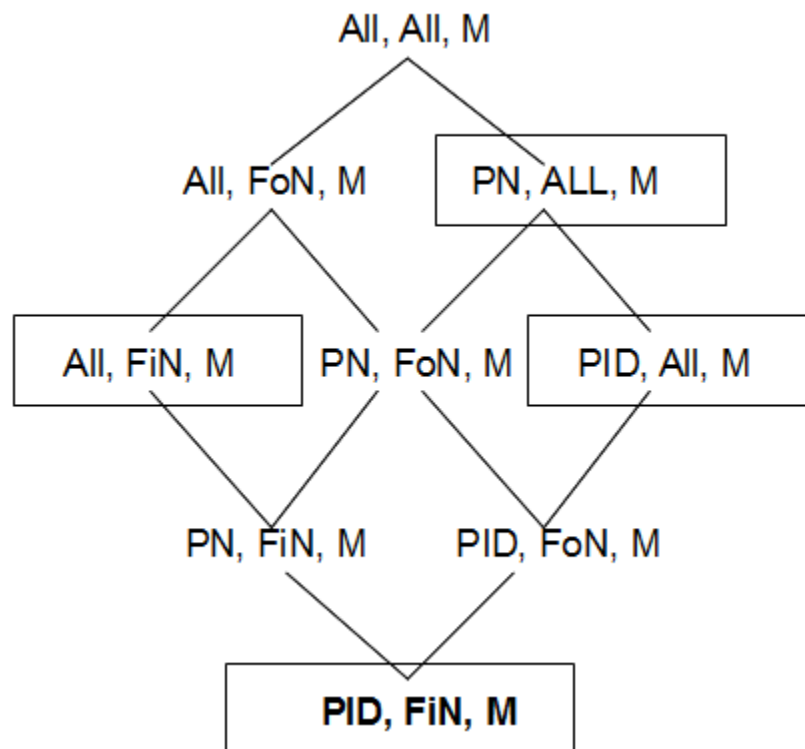 All, All, M
All, FoN, M
PN, ALL, M
All, FiN, M
PN, FoN, M
PID, All, M
PN, FiN, M
PID, FoN, M
PID, FiN, M